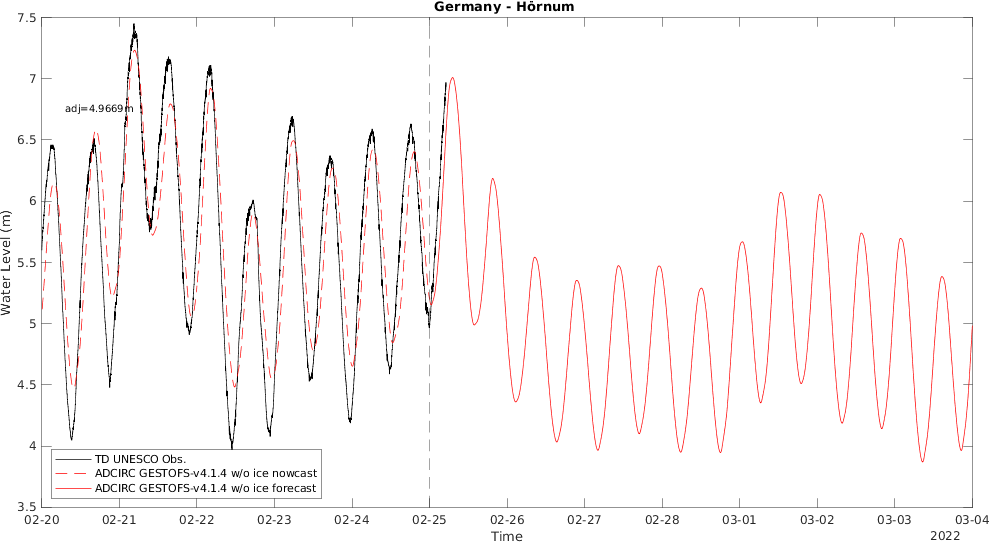 Germany - Hörnum
7.5
7
6.5
6
5.5
5
4.5
4
3.5
Water Level (m)
adj=4.9669m
TD UNESCO Obs.
ADCIRC GESTOFS-v4.1.4 w/o ice nowcast
ADCIRC GESTOFS-v4.1.4 w/o ice forecast
02-20 02-21 02-22 02-23 02-24 02-25 02-26 02-27 02-28 03-01 03-02 03-03 03-04
Time
2022